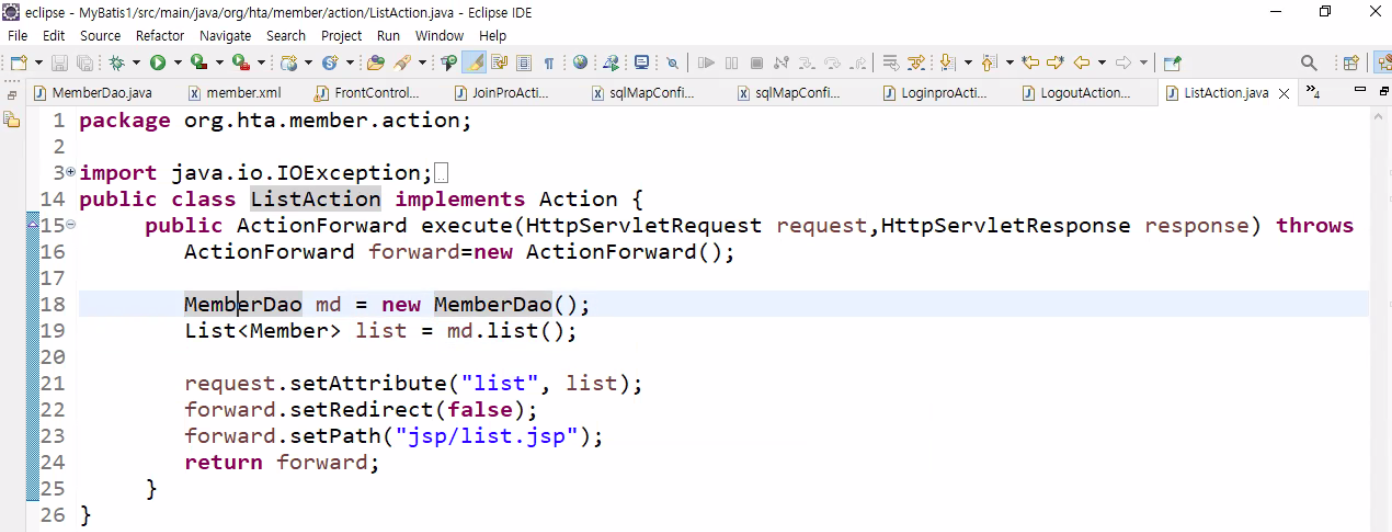 eclipse - MyBatis1/src/main/java/org/hta/member/action/ListAction.java - Eclipse IDE
File Edit Source Refactor Navigate Search Project Run Window Help
MemberDao.java member.xml FrontControl... JoinProActi... sqlMapConfi... sqlMapConfi... LoginproActi... LogoutAction... ListAction.java 4
1 package org.hta.member.action;
2
3 import java.io.IOException;
14 public class ListAction implements Action {
15 public ActionForward execute(HttpServletRequest request,HttpServletResponse response) throws
16 ActionForward forward=new ActionForward();
17
18 MemberDao md = new MemberDao();
19 List<Member> list = md.list();
20
21 request.setAttribute("list", list);
22 forward.setRedirect(false);
23 forward.setPath("jsp/list.jsp");
24 return forward;
25 }
26 }